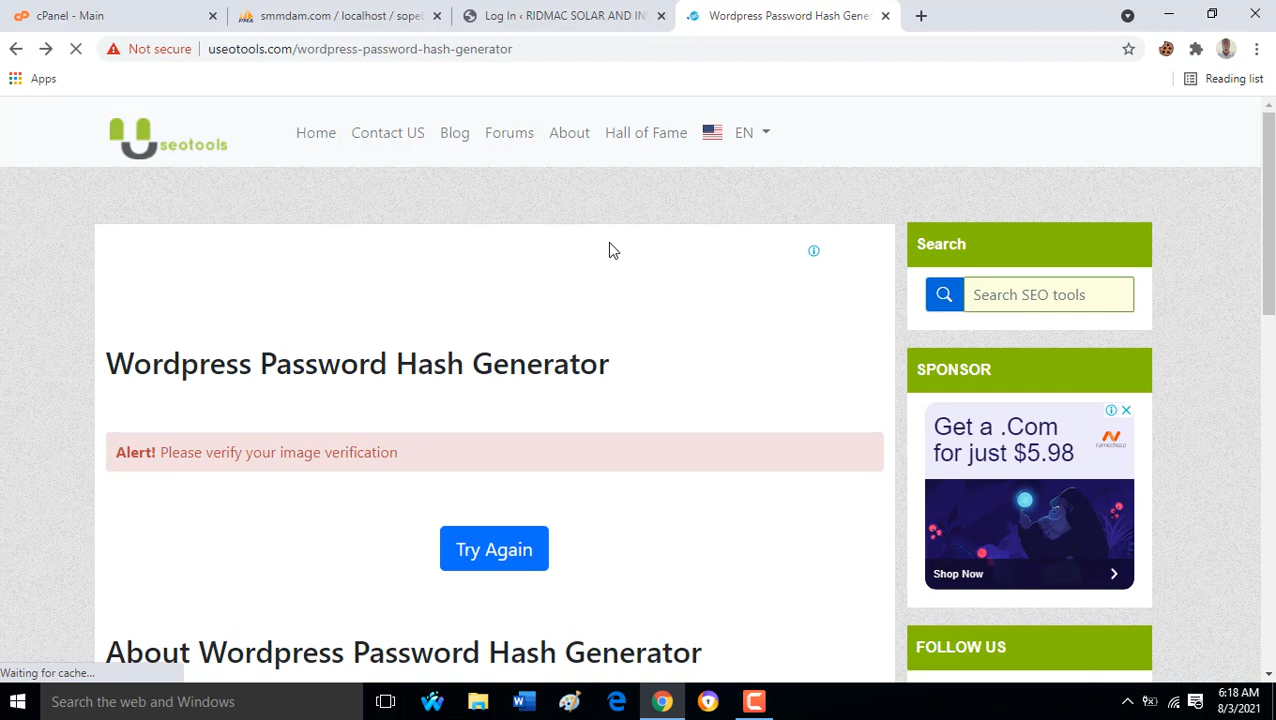 cPanel - Main
smmdam.com / localhost / sopel
Log In ‹ RIDMAC SOLAR AND IN
Wordpress Password Hash Gener
Not secure
useotools.com/wordpress-password-hash-generator
Apps
Reading list
seotools
Home
Contact US
Blog
Forums
About
Hall of Fame
EN
Search
Search SEO tools
Wordpress Password Hash Generator
SPONSOR
Get a .Com
for just $5.98
namecheap
Alert! Please verify your image verification
Try Again
Shop Now
About Wordpress Password Hash Generator
FOLLOW US
Waiting for cache...
Search the web and Windows
6:18 AM
8/3/2021